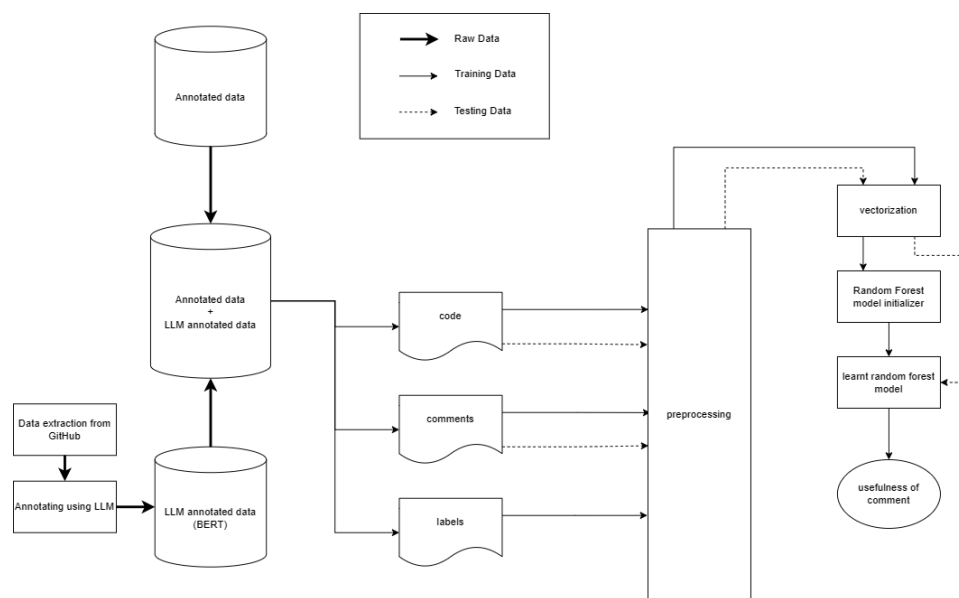 Annotated data
Raw Data
Training Data
Testing Data
Annotated data
+
LLM annotated data
Data extraction from
GitHub
Annotating using LLM
LLM annotated data
(BERT)
code
comments
labels
preprocessing
vectorization
Random Forest
model initializer
learnt random forest
model
usefulness of
comment